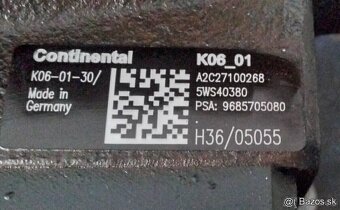 Continental
K06_01
K06-01-30/
A2C27100268
Made in
Germany
5WS40380
PSA: 9685705080
H36/05055
Bazos.sk